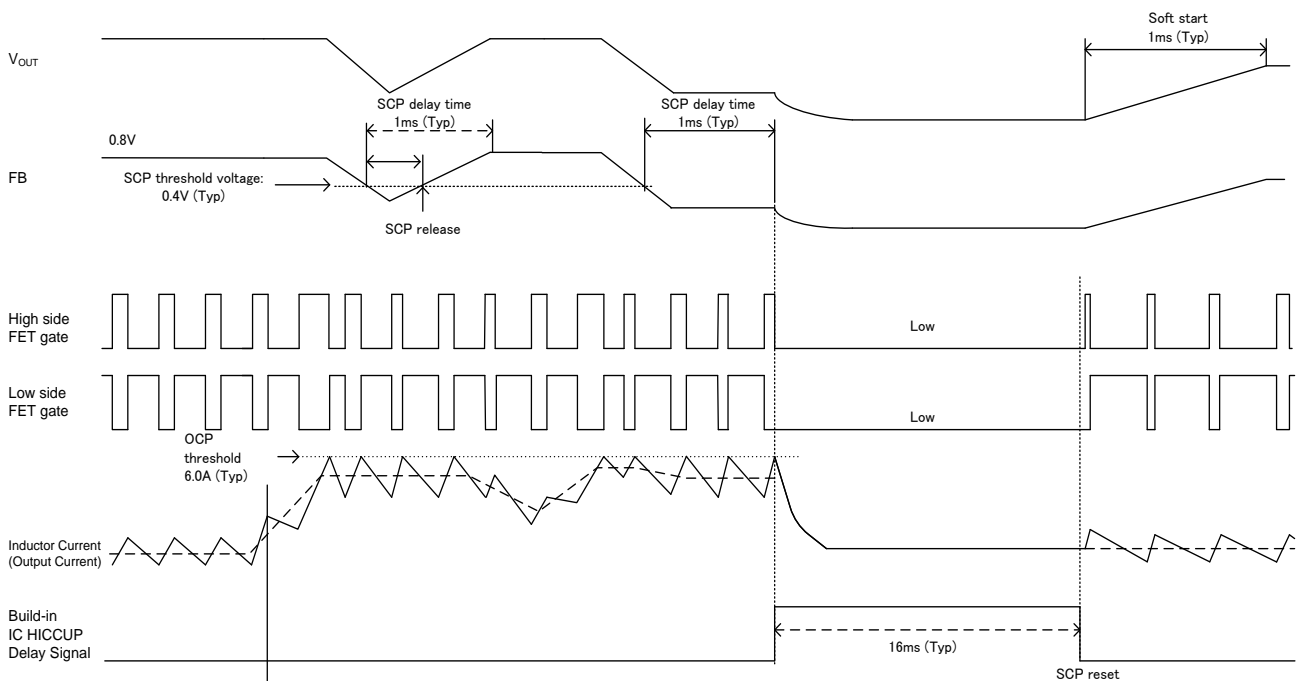 Soft start
1ms (Typ)
VOUT
SCP delay time
1ms (Typ)
SCP delay time
1ms (Typ)
0.8V
FB
SCP threshold voltage:
0.4V (Typ)
SCP release
High side
FET gate
Low
Low side
FET gate
Low
OCP
threshold
6.0A (Typ)
Inductor Current
(Output Current)
Build-in
IC HICCUP
Delay Signal
16ms (Typ)
SCP reset